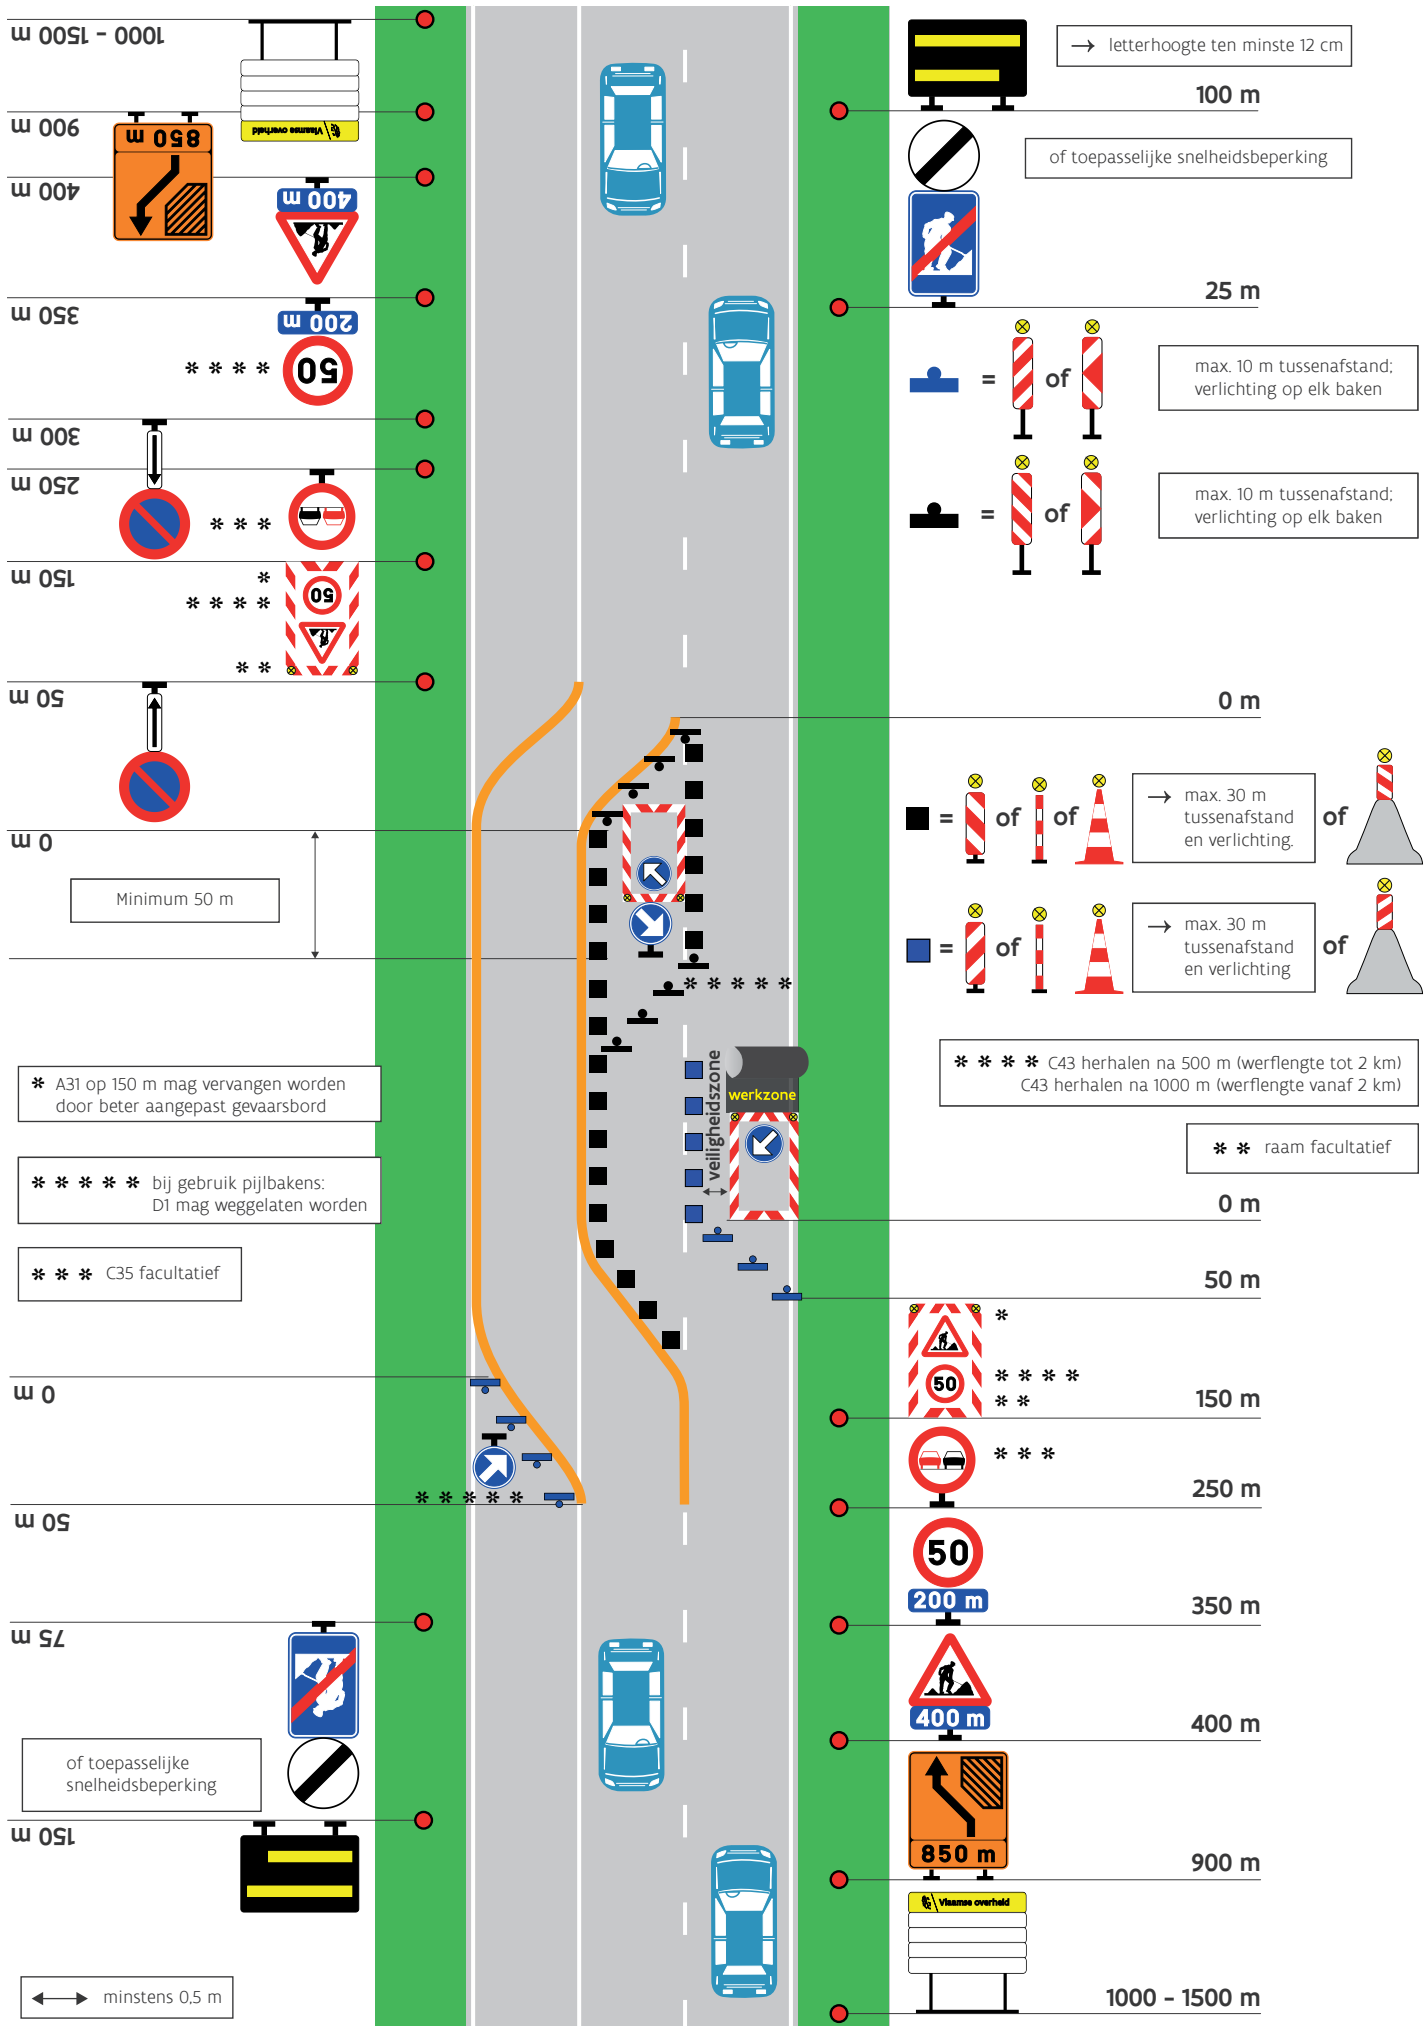 1000 - 1500 m
Vlaamse overheid
900 m
850 m
400 m
400 m
350 m
200 m
50
* * * *
300 m
250 m
* * *
150 m
*
50
* * * *
* *
50 m
0 m
Minimum 50 m
* A31 op 150 m mag vervangen worden
door beter aangepast gevaarsbord
* * * * * bij gebruik pijlbakens:
D1 mag weggelaten worden
* * * C35 facultatief
0 m
* * * * *
50 m
75 m
of toepasselijke
snelheidsbeperking
150 m
minstens 0,5 m
* * * * *
veiligheidszone
werkzone
→ letterhoogte ten minste 12 cm
100 m
of toepasselijke snelheidsbeperking
25 m
= of
max. 10 m tussenafstand;
verlichting op elk baken
= of
max. 10 m tussenafstand;
verlichting op elk baken
0 m
= of of
→ max. 30 m
tussenafstand
en verlichting.
of
= of
→ max. 30 m
tussenafstand
en verlichting
of
* * * * C43 herhalen na 500 m (werflengte tot 2 km)
C43 herhalen na 1000 m (werflengte vanaf 2 km)
* * raam facultatief
0 m
50 m
*
50
* * * *
* *
150 m
* * *
250 m
50
200 m
350 m
400 m
400 m
850 m
900 m
Vlaamse overheid
1000 - 1500 m